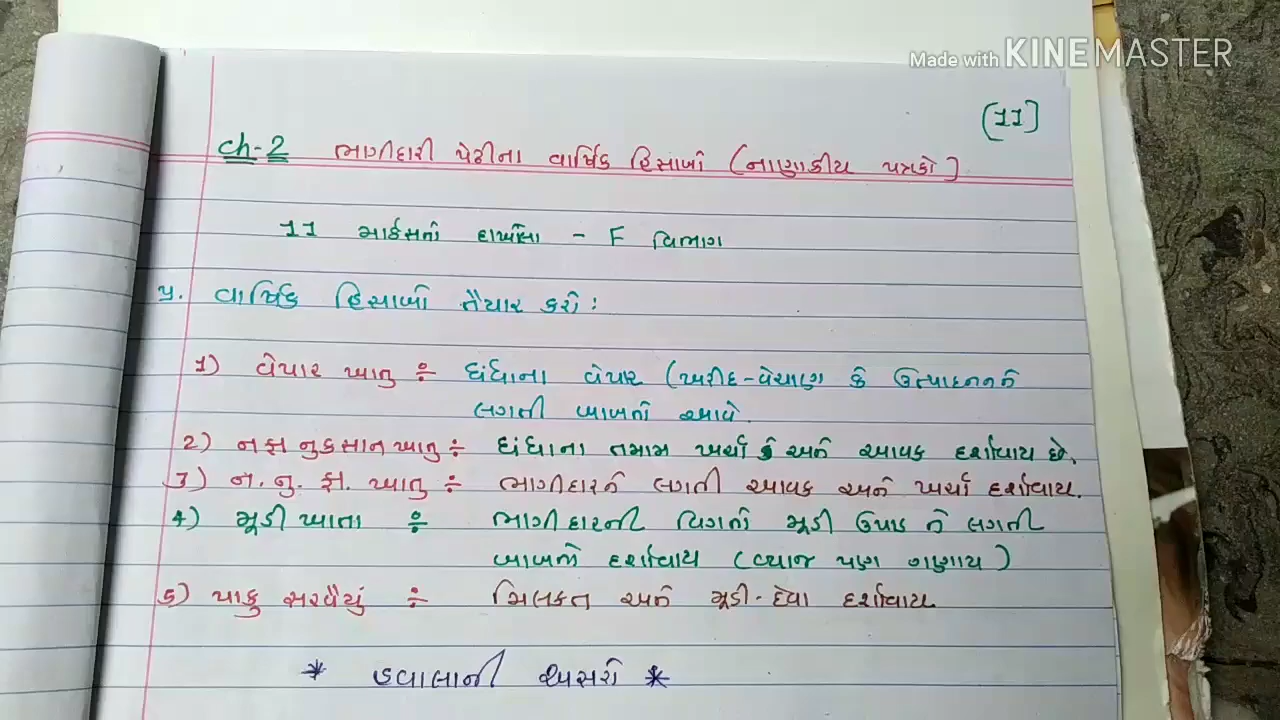 Made with KINEMASTER
[11]
ch-2 ભાગીદારી પેઢીના વાર્ષિક હિસાબો (નાણાકીય પત્રકો]
11 માર્કસનો દાખલો - F વિભાગ
પ્ર. વાર્ષિક હિસાબો તૈયાર કરો :
1) વેપાર ખાતુ ÷ ધંધાના વેપાર (ખરીદ-વેચાણ કે ઉત્પાદનને
લગતી બાબતો આવે
2) નફા નુકસાન ખાતુ ÷ ધંધાના તમામ ખર્ચા અને આવક દર્શાવાય છે.
3) ન. નુ. ફા. ખાતુ ÷ ભાગીદારને લગતી આવક અને ખર્ચા દર્શાવાય.
4) મૂડી ખાતા ÷ ભાગીદારની વિગતો મૂડી ઉપાડ ને લગતી
બાબતો દર્શાવાય (વ્યાજ પણ ગણાય)
5) પાકુ સરવૈયું ÷ મિલકત અને મૂડી-દેવા દર્શાવાય
* હવાલાની અસરો *